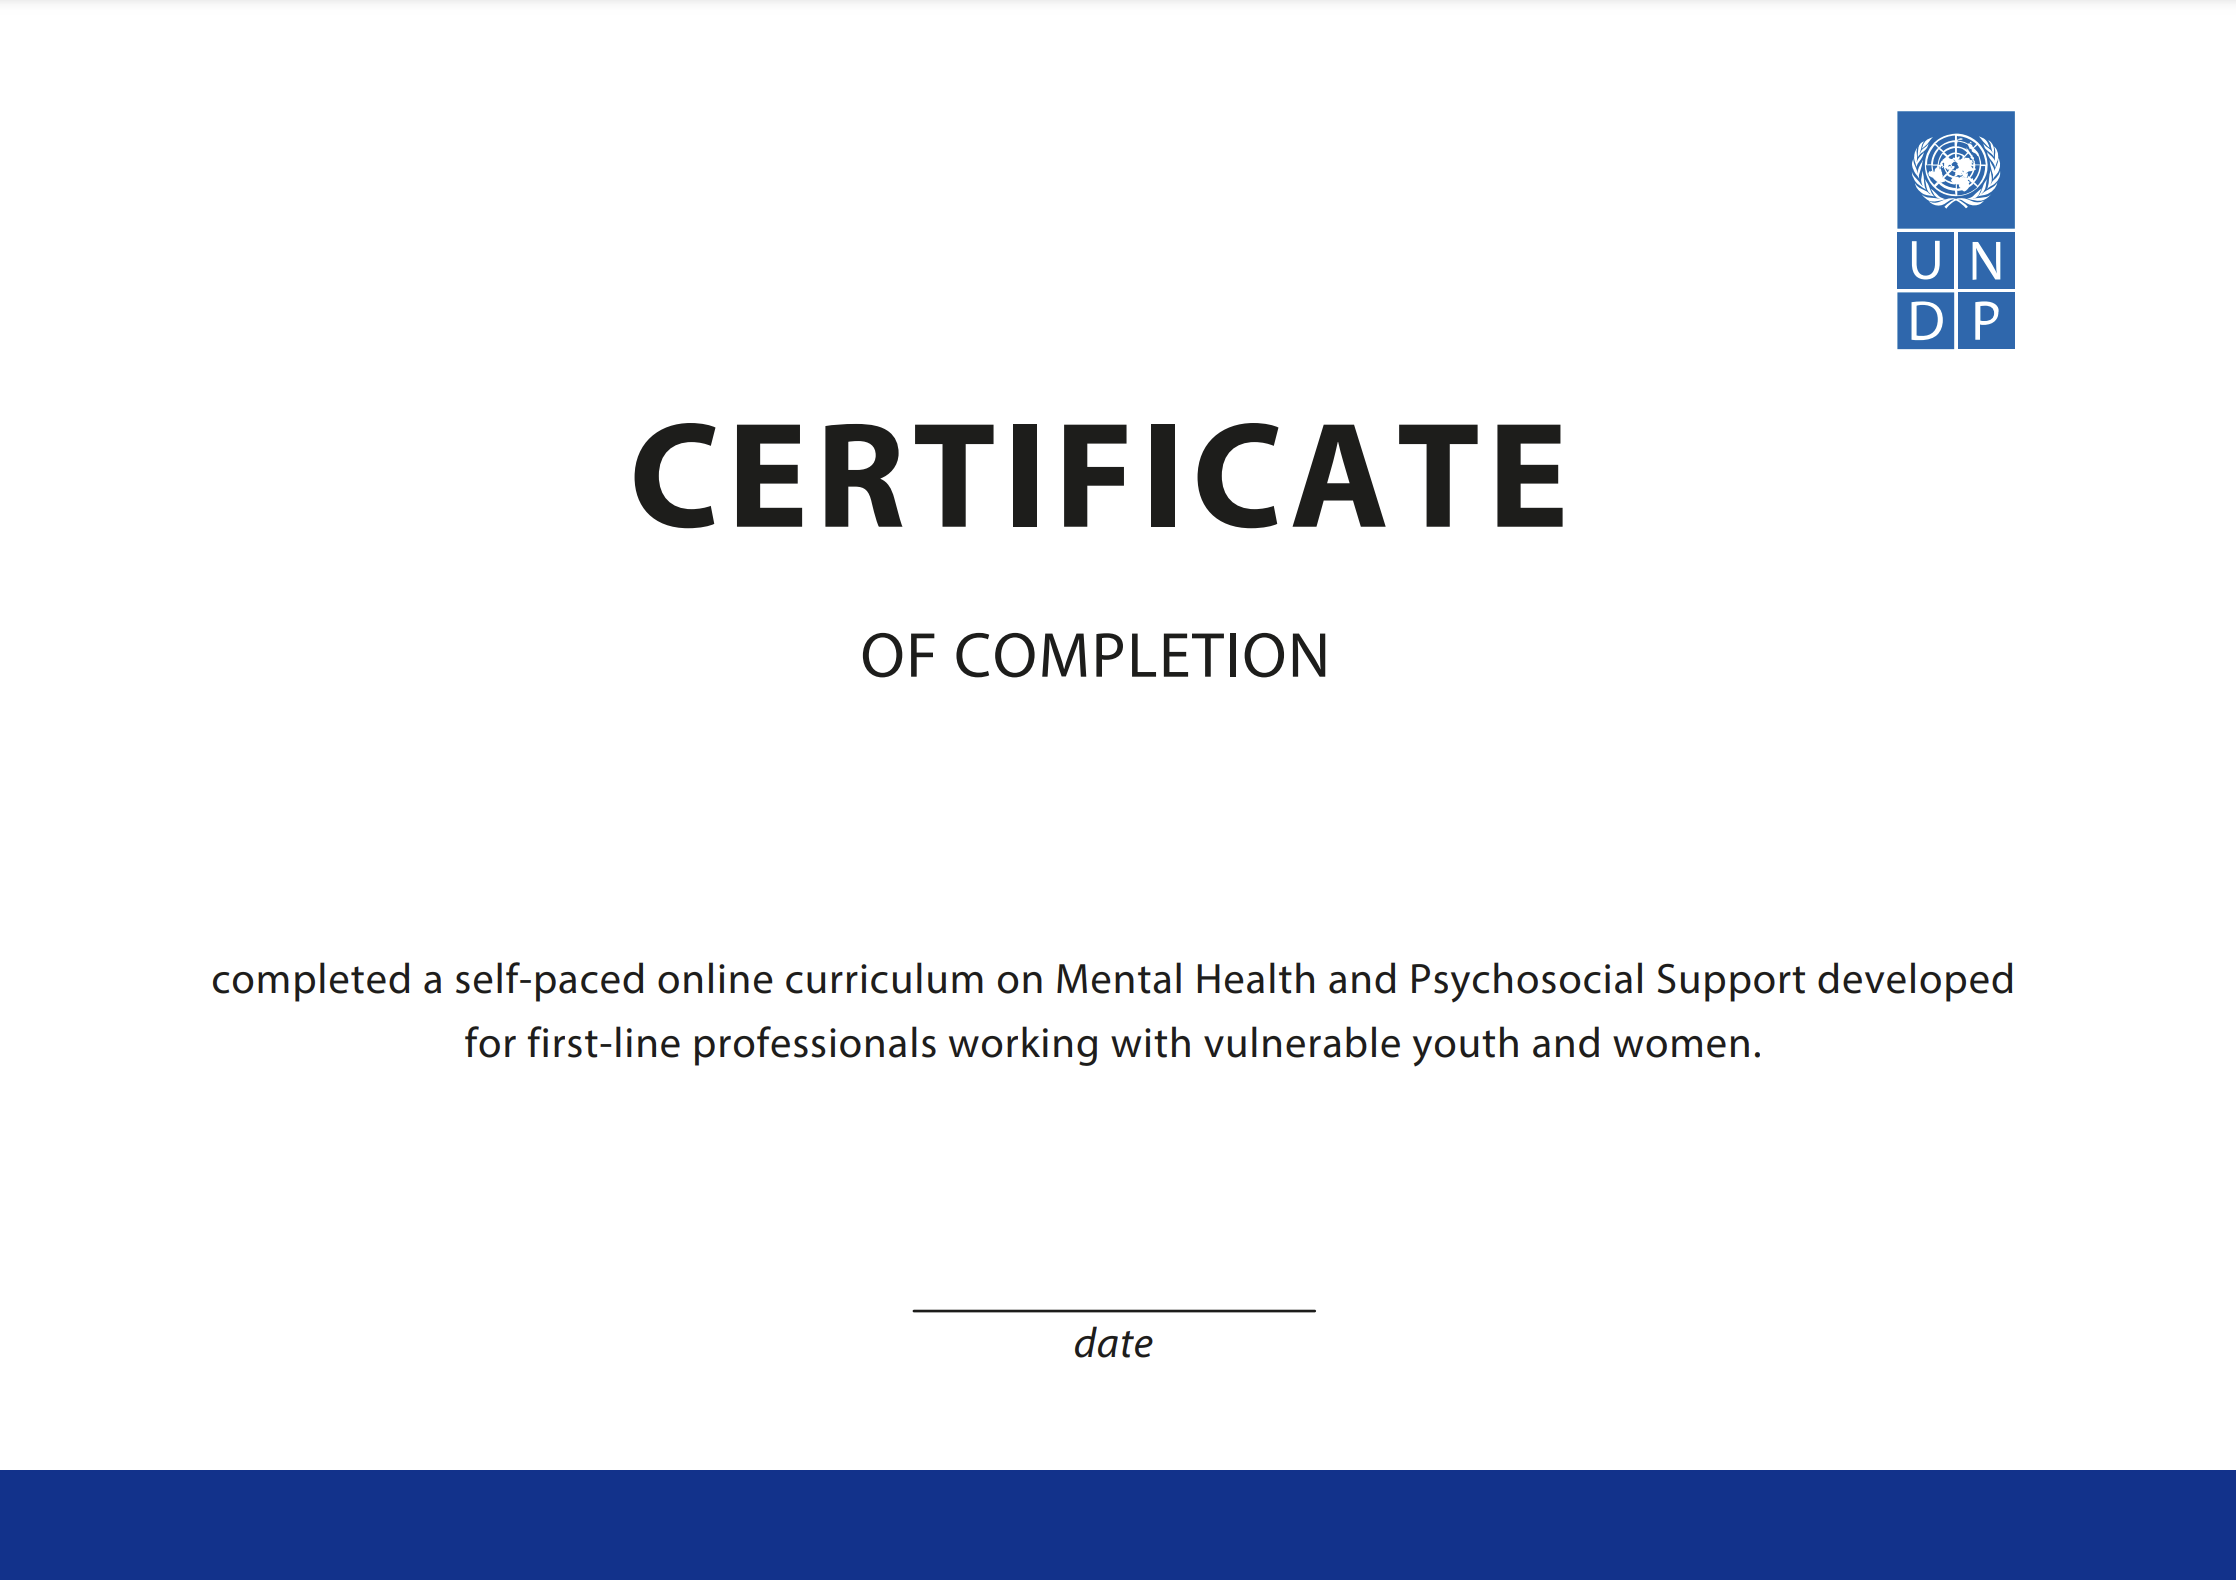 UN
DP
CERTIFICATE
OF COMPLETION
completed a self-paced online curriculum on Mental Health and Psychosocial Support developed
for first-line professionals working with vulnerable youth and women.
date